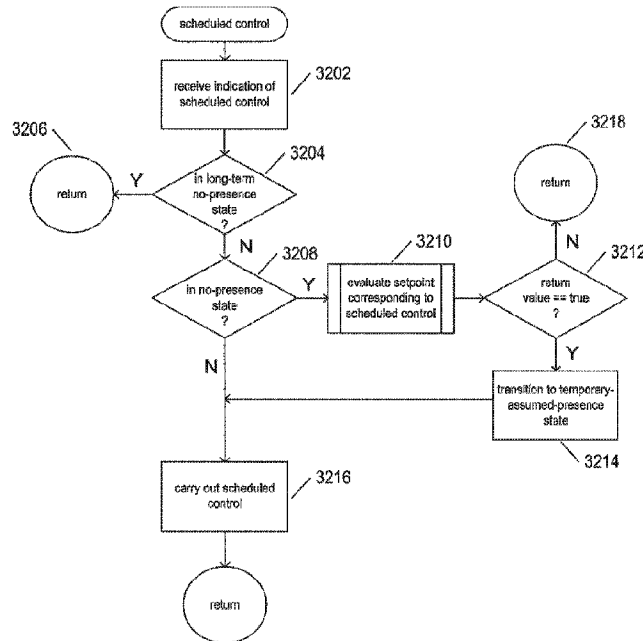 scheduled control
receive indication of
scheduled control
3202
3206
return
Y
in long-term
no-presence
state
?
3204
N
in no-presence
state
?
3208
Y
N
evaluate setpoint
corresponding to
scheduled control
3210
return
value == true
?
3212
N
return
3218
Y
transition to temporary-
assumed-presence
state
3214
carry out scheduled
control
3216
return